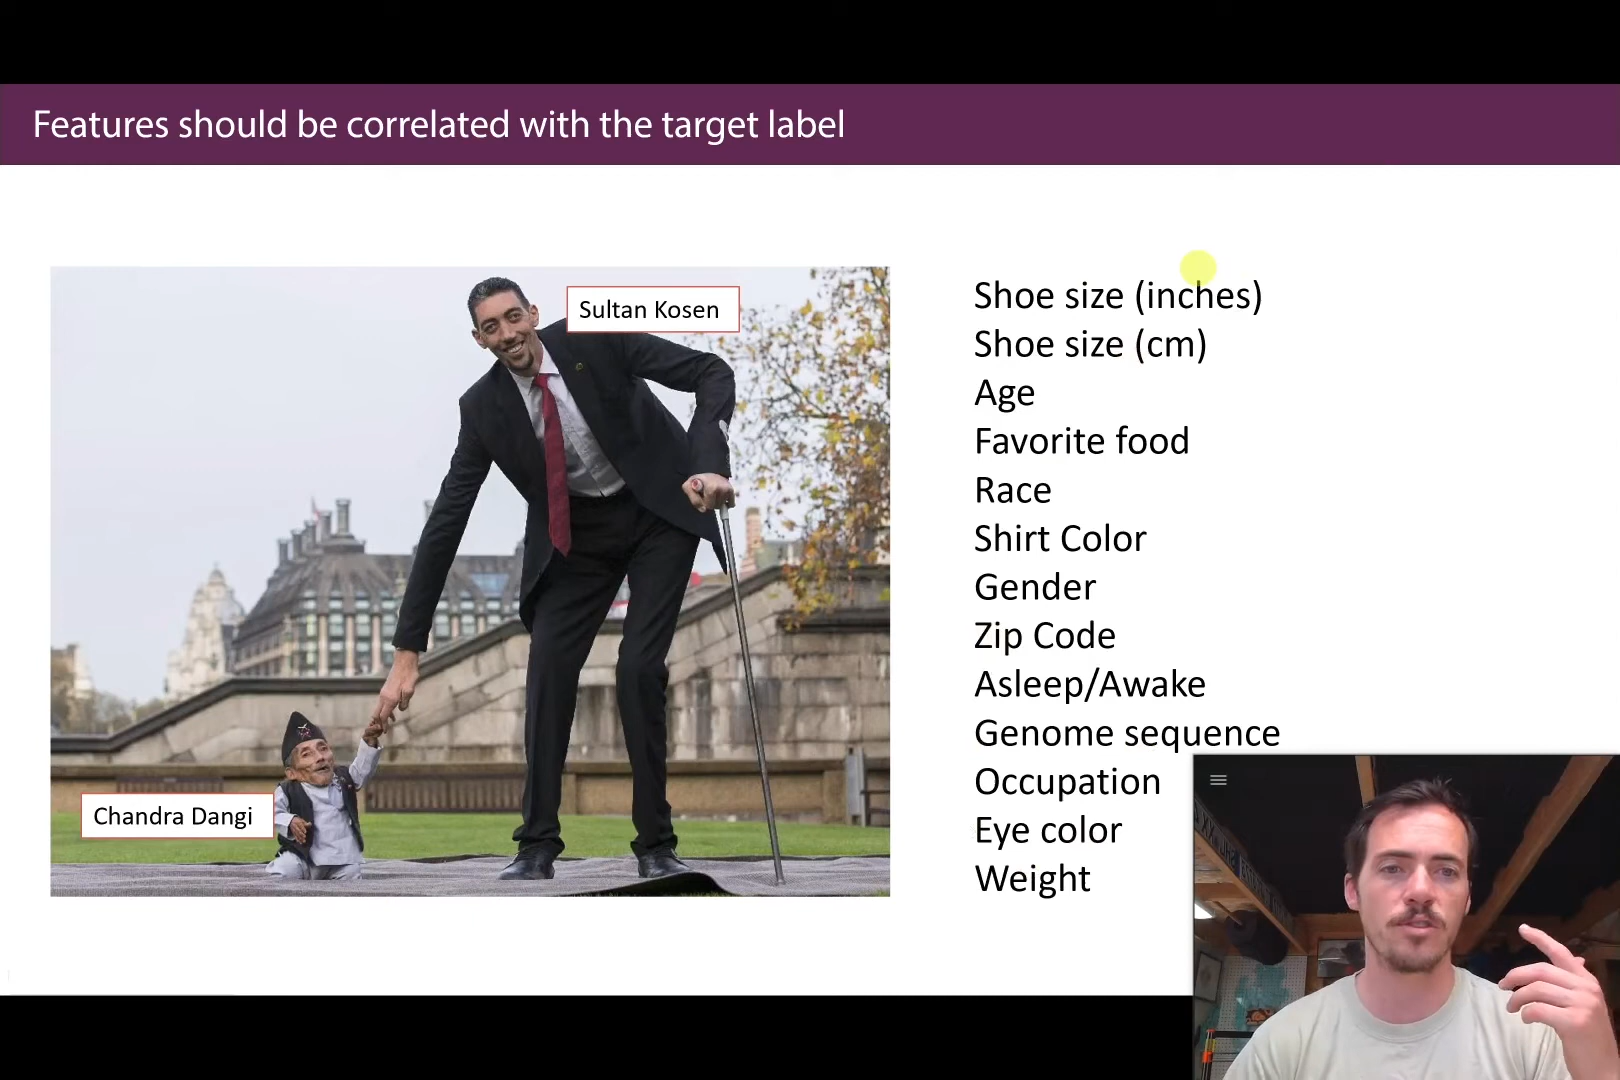 Features should be correlated with the target label
Sultan Kosen
Chandra Dangi
Shoe size (inches)
Shoe size (cm)
Age
Favorite food
Race
Shirt Color
Gender
Zip Code
Asleep/Awake
Genome sequence
Occupation
Eye color
Weight